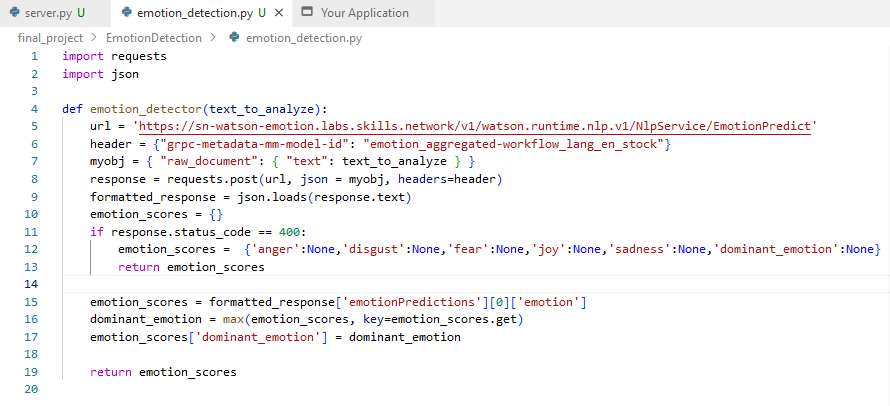 server.py U emotion_detection.py U × Your Application
final_project > EmotionDetection > emotion_detection.py
1 import requests
2 import json
3
4 def emotion_detector(text_to_analyze):
5 url = 'https://sn-watson-emotion.labs.skills.network/v1/watson.runtime.nlp.v1/NlpService/EmotionPredict'
6 header = {"grpc-metadata-mm-model-id": "emotion_aggregated-workflow_lang_en_stock"}
7 myobj = { "raw_document": { "text": text_to_analyze } }
8 response = requests.post(url, json = myobj, headers=header)
9 formatted_response = json.loads(response.text)
10 emotion_scores = {}
11 if response.status_code == 400:
12 emotion_scores =  {'anger':None,'disgust':None,'fear':None,'joy':None,'sadness':None,'dominant_emotion':None}
13 return emotion_scores
14
15 emotion_scores = formatted_response['emotionPredictions'][0]['emotion']
16 dominant_emotion = max(emotion_scores, key=emotion_scores.get)
17 emotion_scores['dominant_emotion'] = dominant_emotion
18
19 return emotion_scores
20